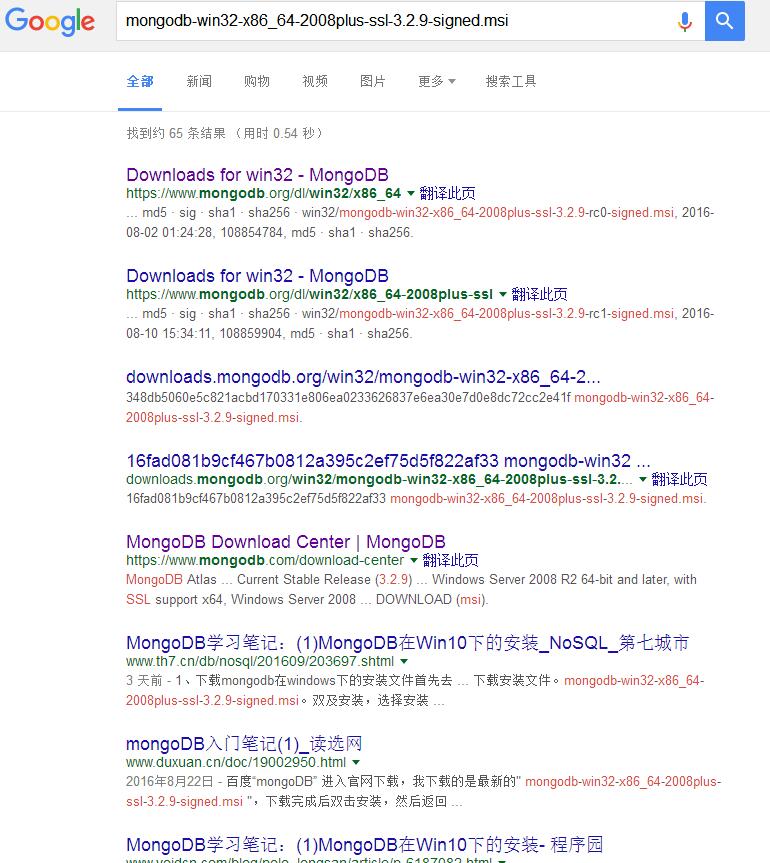 Google
mongodb-win32-x86_64-2008plus-ssl-3.2.9-signed.msi
全部 新闻 购物 视频 图片 更多 搜索工具
找到约 65 条结果 （用时 0.54 秒）
Downloads for win32 - MongoDB
https://www.mongodb.org/dl/win32/x86_64 翻译此页
... md5 · sig · sha1 · sha256 · win32/mongodb-win32-x86_64-2008plus-ssl-3.2.9-rc0-signed.msi, 2016-
08-02 01:24:28, 108854784, md5 · sha1 · sha256.
Downloads for win32 - MongoDB
https://www.mongodb.org/dl/win32/x86_64-2008plus-ssl 翻译此页
... md5 · sig · sha1 · sha256 · win32/mongodb-win32-x86_64-2008plus-ssl-3.2.9-rc1-signed.msi, 2016-
08-10 15:34:11, 108859904, md5 · sha1 · sha256.
downloads.mongodb.org/win32/mongodb-win32-x86_64-2...
348db5060e5c821acbd170331e806ea0233626837e6ea30e7d0e8dc72cc2e41f mongodb-win32-x86_64-
2008plus-ssl-3.2.9-signed.msi.
16fad081b9cf467b0812a395c2ef75d5f822af33 mongodb-win32 ...
downloads.mongodb.org/win32/mongodb-win32-x86_64-2008plus-ssl-3.2.... 翻译此页
16fad081b9cf467b0812a395c2ef75d5f822af33 mongodb-win32-x86_64-2008plus-ssl-3.2.9-signed.msi.
MongoDB Download Center | MongoDB
https://www.mongodb.com/download-center 翻译此页
MongoDB Atlas ... Current Stable Release (3.2.9) ... Windows Server 2008 R2 64-bit and later, with
SSL support x64, Windows Server 2008 ... DOWNLOAD (msi).
MongoDB学习笔记：(1)MongoDB在Win10下的安装_NoSQL_第七城市
www.th7.cn/db/nosql/201609/203697.shtml
3 天前 - 1、下载mongodb在windows下的安装文件首先去 ... 下载安装文件。mongodb-win32-x86_64-
2008plus-ssl-3.2.9-signed.msi。双及安装，选择安装 ...
mongoDB入门笔记(1)_读选网
www.duxuan.cn/doc/19002950.html
2016年8月22日 - 百度“mongoDB” 进入官网下载，我下载的是最新的" mongodb-win32-x86_64-2008plus-
ssl-3.2.9-signed.msi "，下载完成后双击安装，然后返回 ...
MongoDB学习笔记：(1)MongoDB在Win10下的安装- 程序园